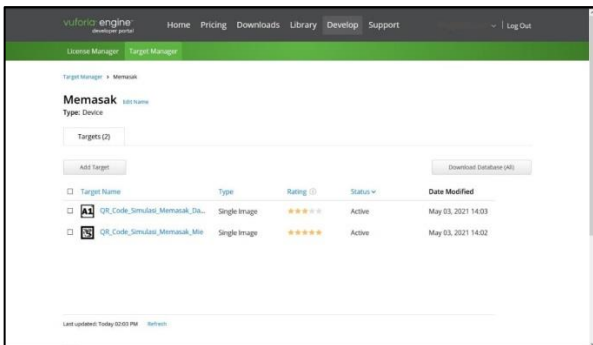 vuforia engine
developer portal
Home Pricing Downloads Library Develop Support
Log Out
License Manager Target Manager
Target Manager > Memasak
Memasak Edit Name
Type: Device
Targets (2)
Add Target
Download Database (All)
Target Name Type Rating Status Date Modified
A1 QR_Code_Simulasi_Memasak_Da... Single Image Active May 03, 2021 14:03
QR_Code_Simulasi_Memasak_Mie Single Image Active May 03, 2021 14:02
Last updated: Today 02:03 PM Refresh